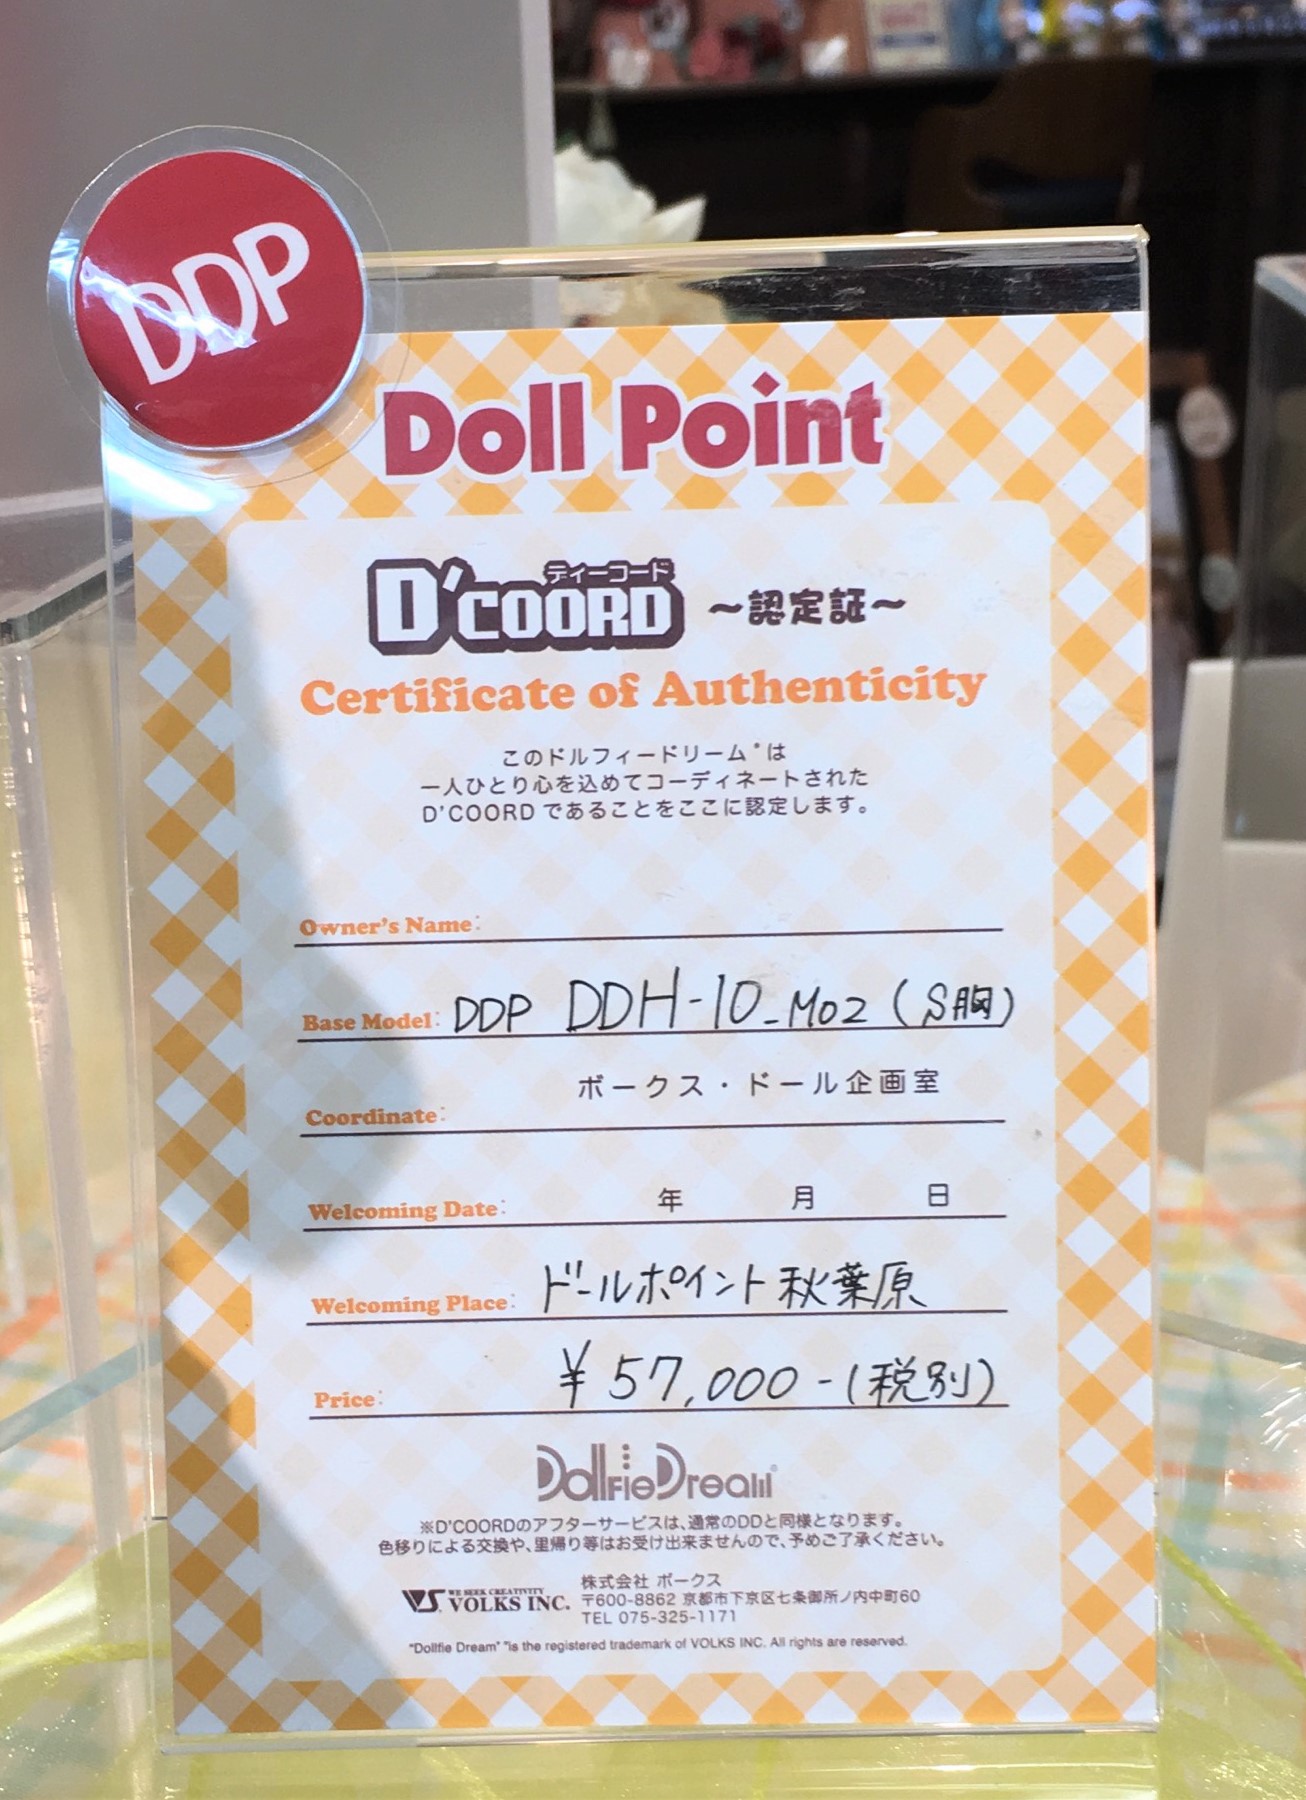 DDP
Doll Point
ディーコード
D'COORD ～認定証～
Certificate of Authenticity
このドルフィードリーム®は
一人ひとり心を込めてコーディネートされた
D'COORDであることをここに認定します。
Owner's Name:
Base Model: DDP DDH-10_M02 (S胸)
ボークス・ドール企画室
Coordinate:
Welcoming Date: 年 月 日
Welcoming Place: ドールポイント秋葉原
Price: ¥57,000-(税別)
DollfieDream®
※D'COORDのアフターサービスは、通常のDDと同様となります。
色移りによる交換や、里帰り等はお受け出来ませんので、予めご了承ください。
VS. WE SEEK CREATIVITY
VOLKS INC.
株式会社 ボークス
〒600-8862 京都市下京区七条御所ノ内中町60
TEL 075-325-1171
"Dollfie Dream" "is the registered trademark of VOLKS INC. All rights are reserved.